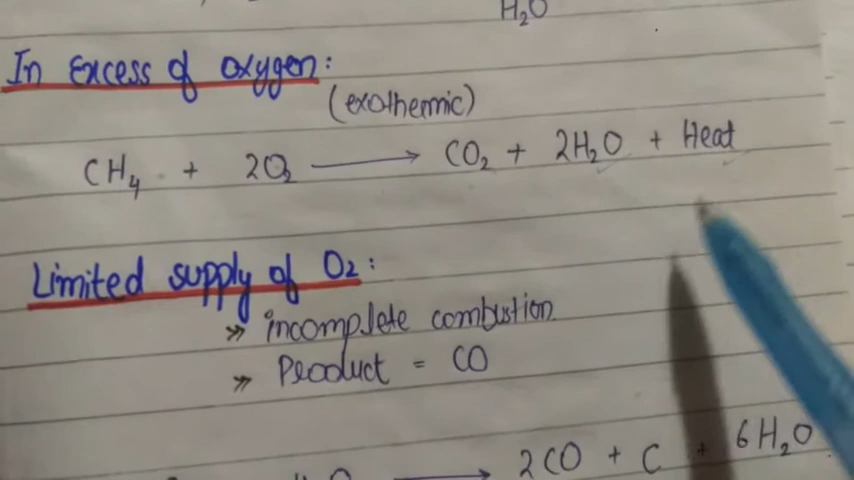 H₂O
In Excess of oxygen:
(exothermic)
CH₄ + 2O₂ ⟶ CO₂ + 2H₂O + Heat
Limited supply of O₂:
» incomplete combustion
» Product = CO
⟶ 2CO + C + 6H₂O